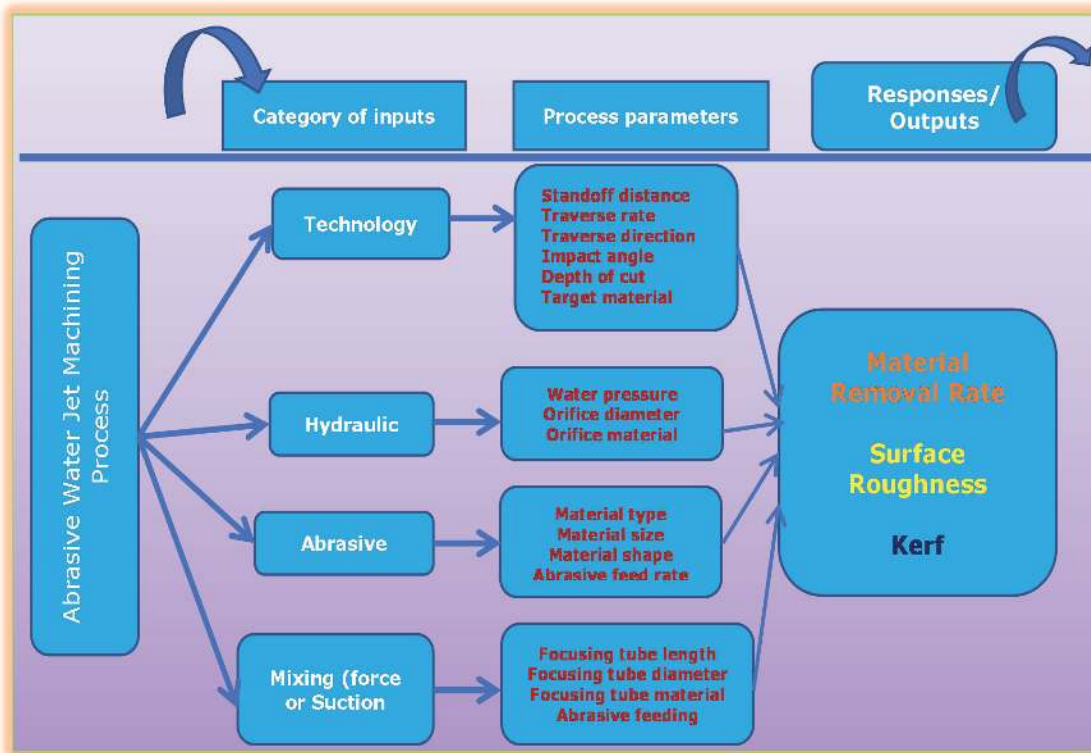 Category of inputs
Process parameters
Responses/
Outputs
Abrasive Water Jet Machining
Process
Technology
Standoff distance
Traverse rate
Traverse direction
Impact angle
Depth of cut
Target material
Hydraulic
Water pressure
Orifice diameter
Orifice material
Abrasive
Material type
Material size
Material shape
Abrasive feed rate
Mixing (force
or Suction
Focusing tube length
Focusing tube diameter
Focusing tube material
Abrasive feeding
Material
Removal Rate
Surface
Roughness
Kerf